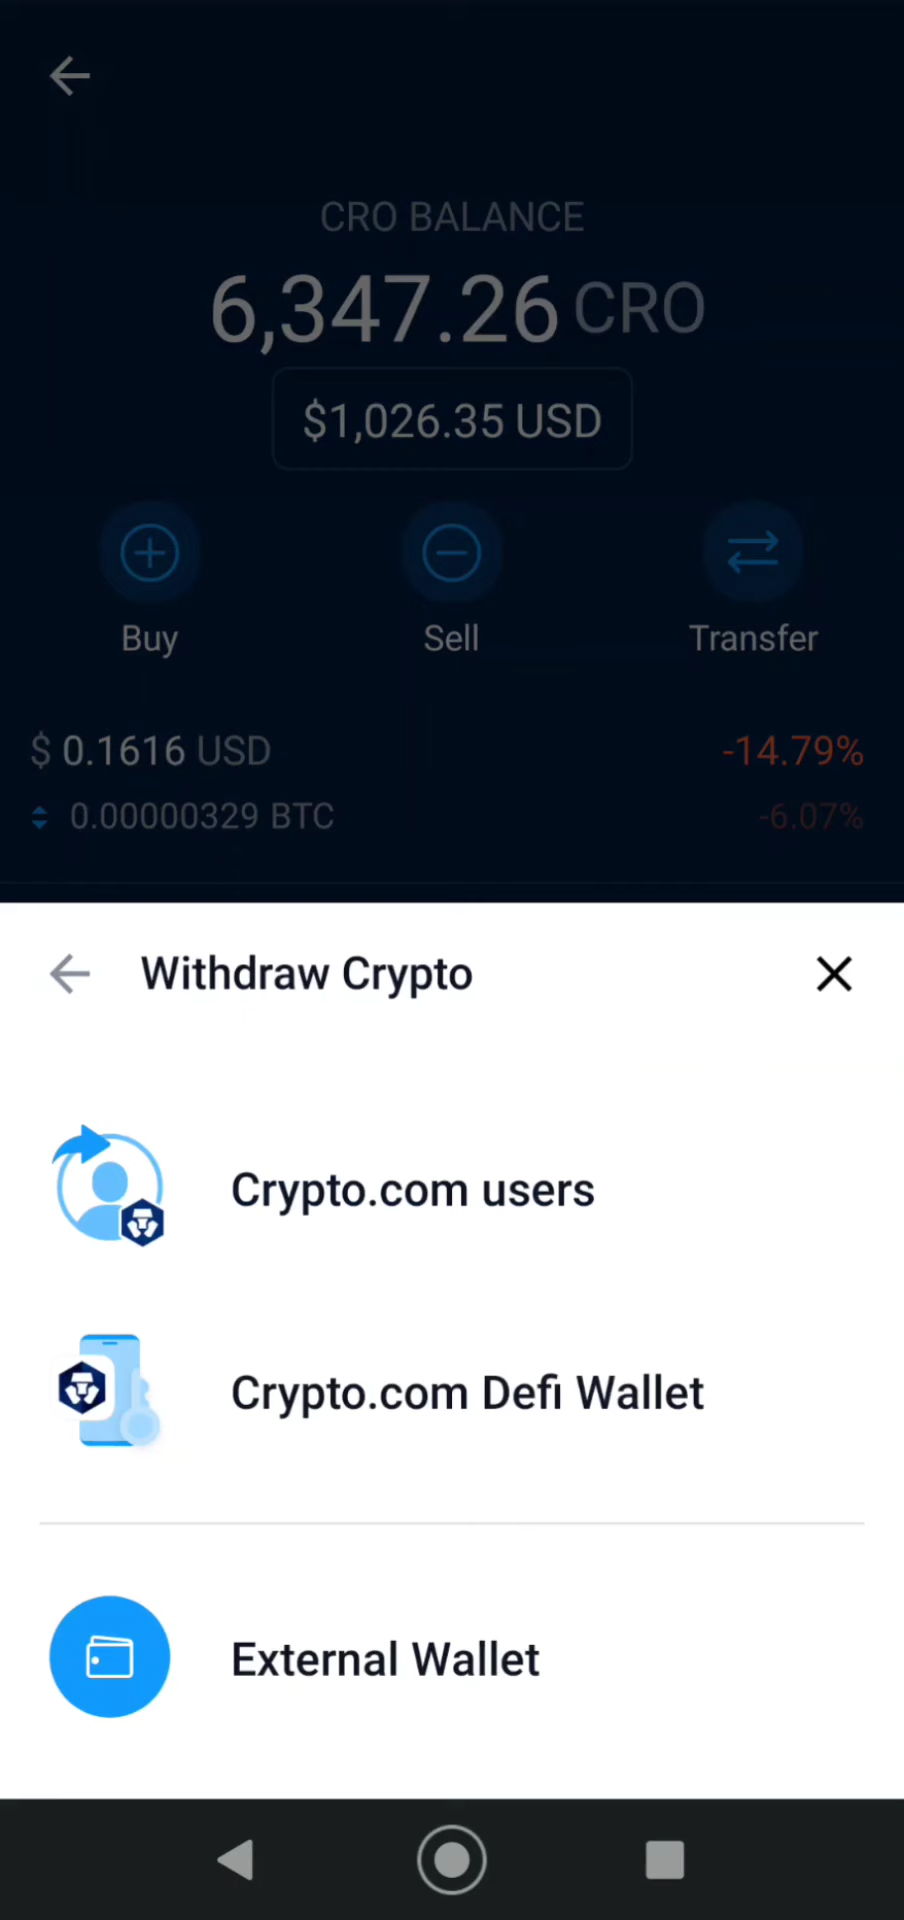 CRO BALANCE
6,347.26 CRO
$1,026.35 USD
Buy Sell Transfer
$ 0.1616 USD -14.79%
0.00000329 BTC -6.07%
Withdraw Crypto
Crypto.com users
Crypto.com Defi Wallet
External Wallet